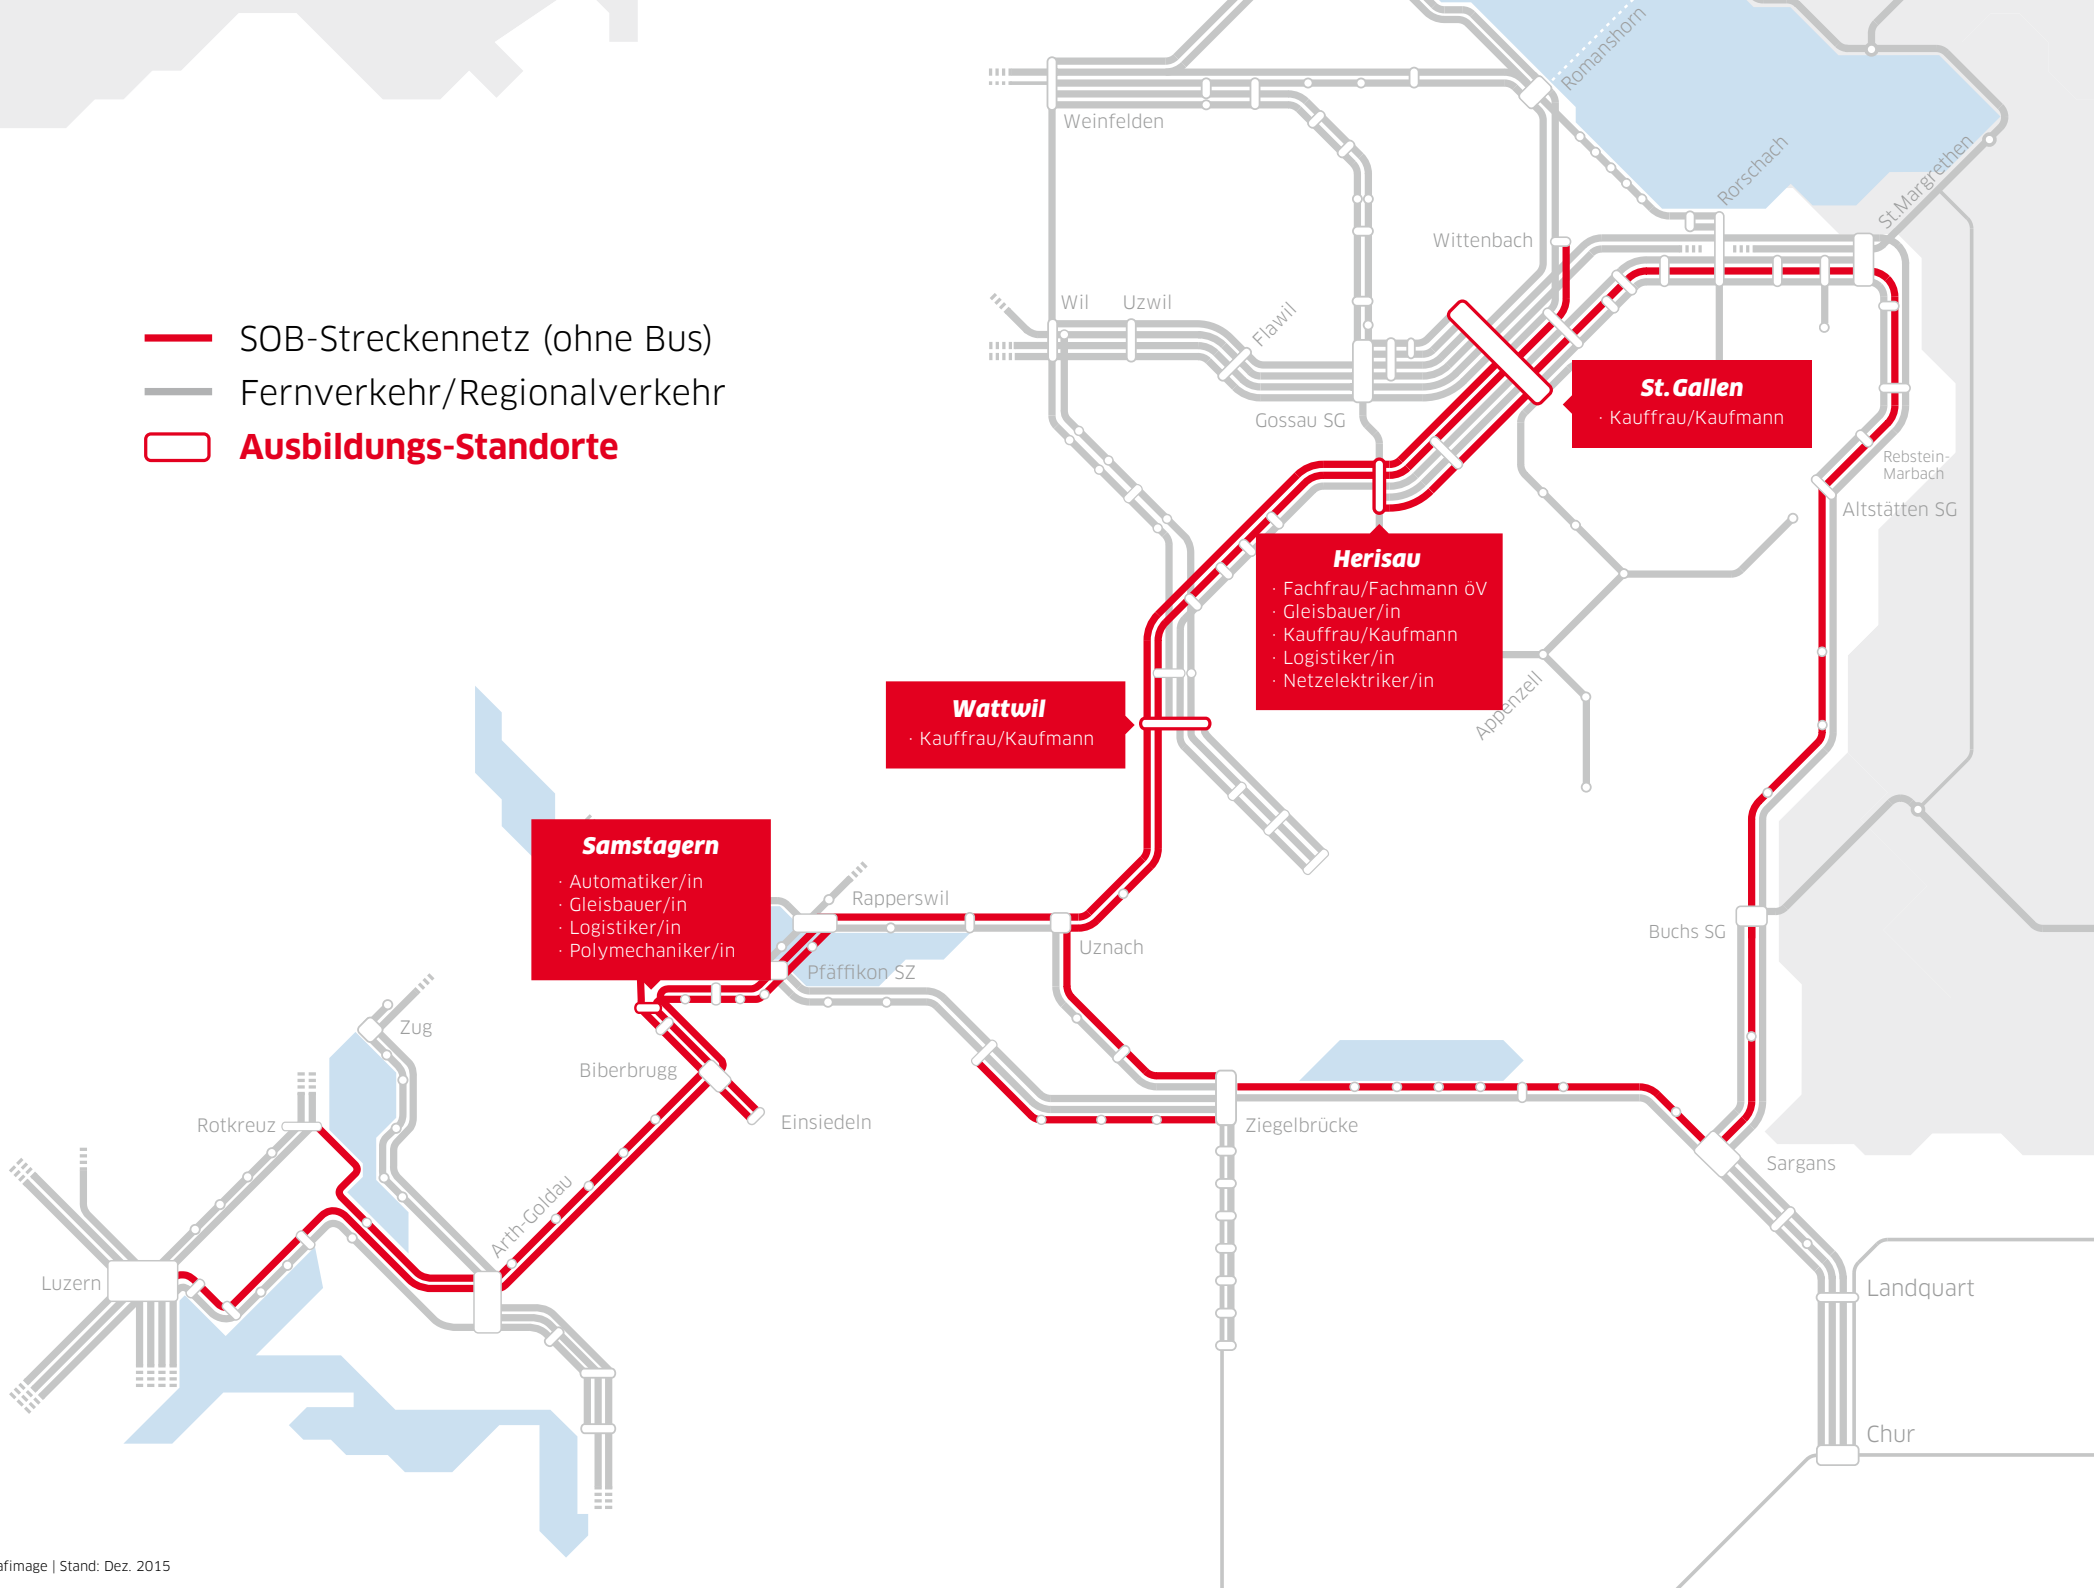 Romanshorn
Weinfelden
Rorschach
St.Margrethen
Wittenbach
Wil
Uzwil
Flawil
SOB-Streckennetz (ohne Bus)
Fernverkehr/Regionalverkehr
Ausbildungs-Standorte
St.Gallen
· Kauffrau/Kaufmann
Gossau SG
Rebstein-
Marbach
Altstätten SG
Herisau
· Fachfrau/Fachmann öV
· Gleisbauer/in
· Kauffrau/Kaufmann
· Logistiker/in
· Netzelektriker/in
Appenzell
Wattwil
· Kauffrau/Kaufmann
Samstagern
· Automatiker/in
· Gleisbauer/in
· Logistiker/in
· Polymechaniker/in
Rapperswil
Uznach
Pfäffikon SZ
Buchs SG
Zug
Biberbrugg
Einsiedeln
Rotkreuz
Ziegelbrücke
Sargans
Arth-Goldau
Luzern
Landquart
Chur
afimage | Stand: Dez. 2015